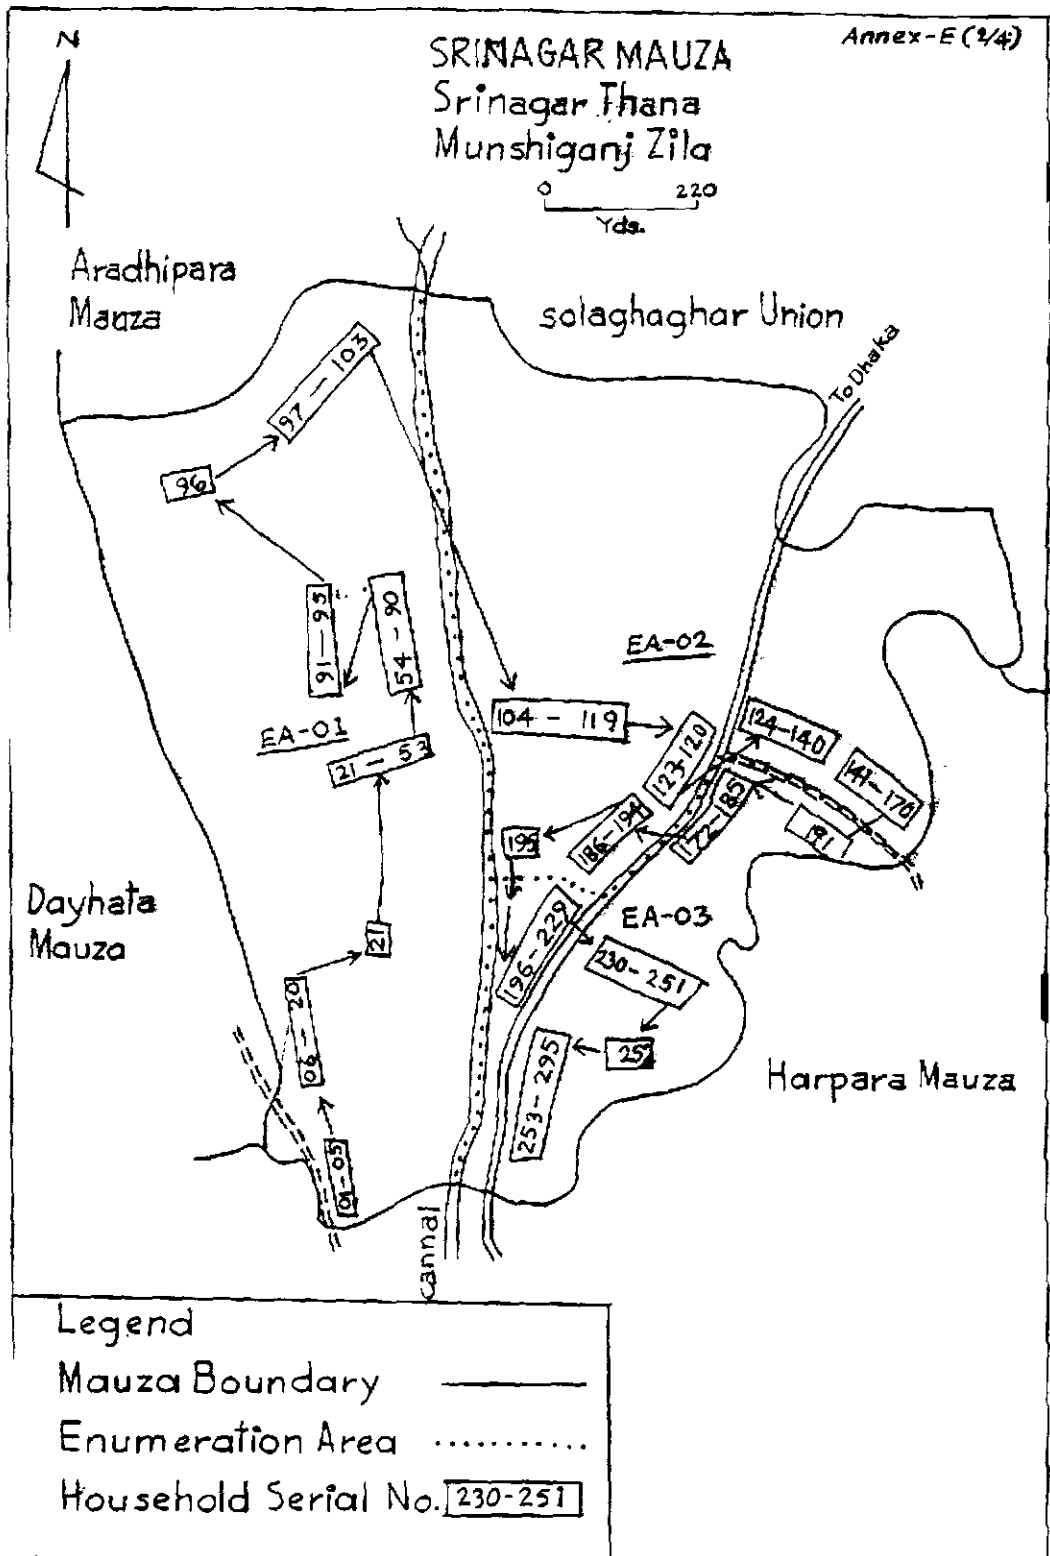 N
Annex-E (2/4)
SRINAGAR MAUZA
Srinagar Thana
Munshiganj Zila
0 220
Yds.
Aradhipara
Mauza
solaghaghar Union
To Dhaka
97 - 103
96
91-95
54 - 90
EA-02
EA-01
21 - 53
104 - 119
123-120
124-140
141-170
172-185
186-194
191
195
Dayhata
Mauza
EA-03
21
196-229
230-251
06 - 20
253-295
Harpara Mauza
01-05
Cannal
Legend
Mauza Boundary
Enumeration Area
Household Serial No. 230-251